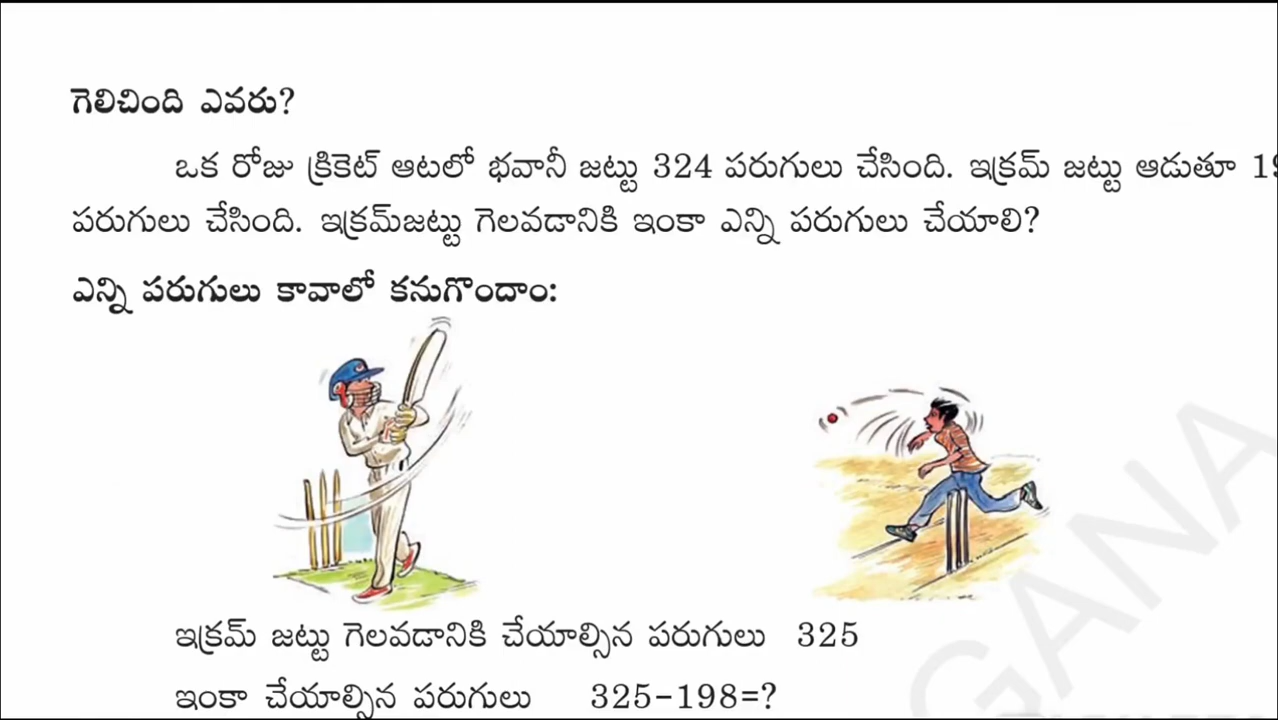 గెలిచింది ఎవరు?
ఒక రోజు క్రికెట్ ఆటలో భవానీ జట్టు 324 పరుగులు చేసింది. ఇక్రమ్ జట్టు ఆడుతూ
పరుగులు చేసింది. ఇక్రమ్‌జట్టు గెలవడానికి ఇంకా ఎన్ని పరుగులు చేయాలి?
ఎన్ని పరుగులు కావాలో కనుగొందాం:
ఇక్రమ్ జట్టు గెలవడానికి చేయాల్సిన పరుగులు 325
ఇంకా చేయాల్సిన పరుగులు 325-198=?
GANA